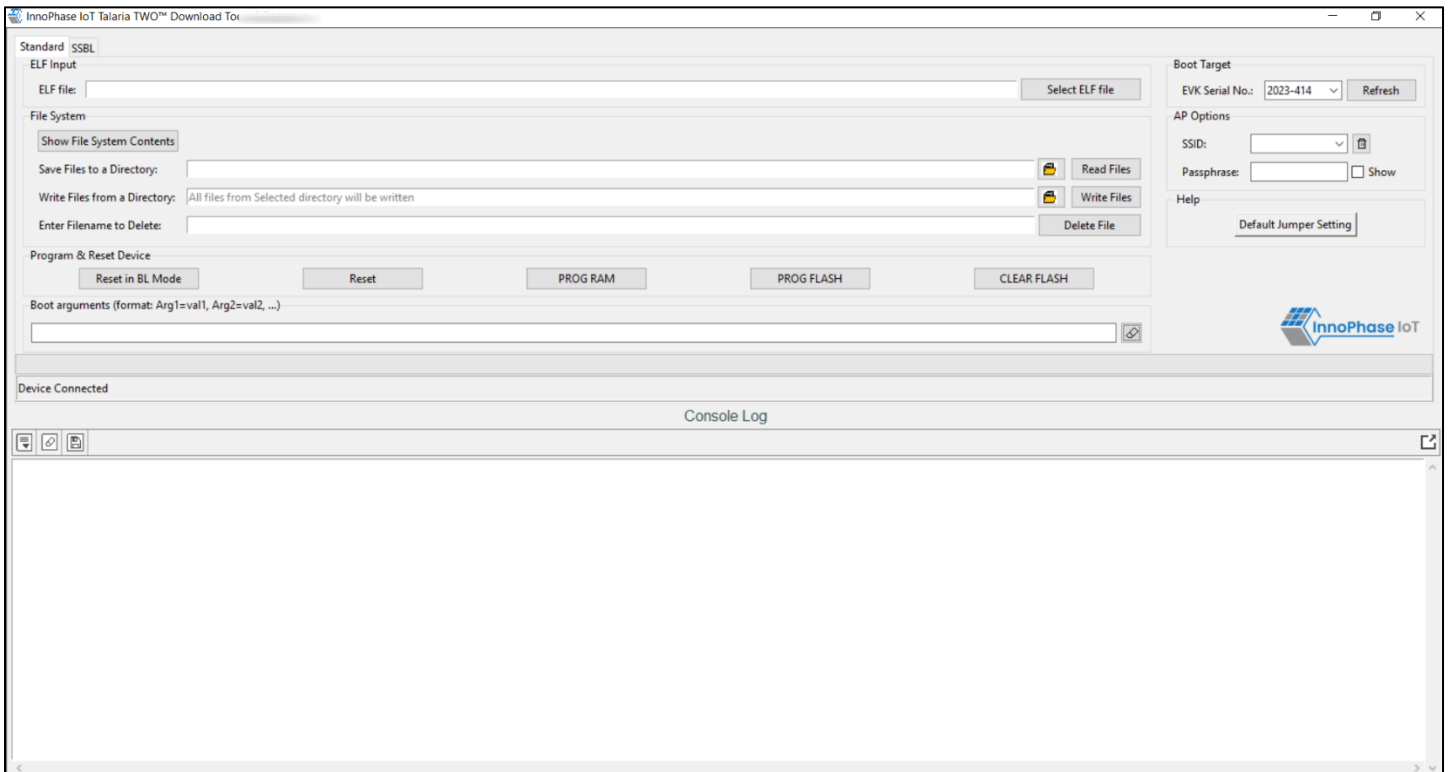 InnoPhase IoT Talaria TWO™ Download
Standard SSBL
ELF Input
ELF file: Select ELF file
File System
Show File System Contents
Save Files to a Directory: Read Files
Write Files from a Directory: All files from Selected directory will be written Write Files
Enter Filename to Delete: Delete File
Program & Reset Device
Reset in BL Mode Reset PROG RAM PROG FLASH CLEAR FLASH
Boot arguments (format: Arg1=val1, Arg2=val2, ...)
Boot Target
EVK Serial No.: 2023-414 Refresh
AP Options
SSID:
Passphrase: Show
Help
Default Jumper Setting
InnoPhase IoT
Device Connected
Console Log